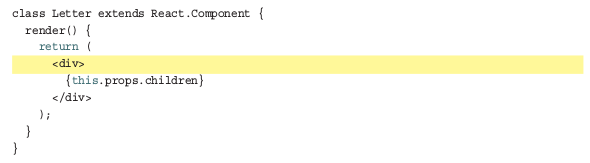 class Letter extends React.Component {
  render() {
    return (
      <div>
        {this.props.children}
      </div>
    );
  }
}